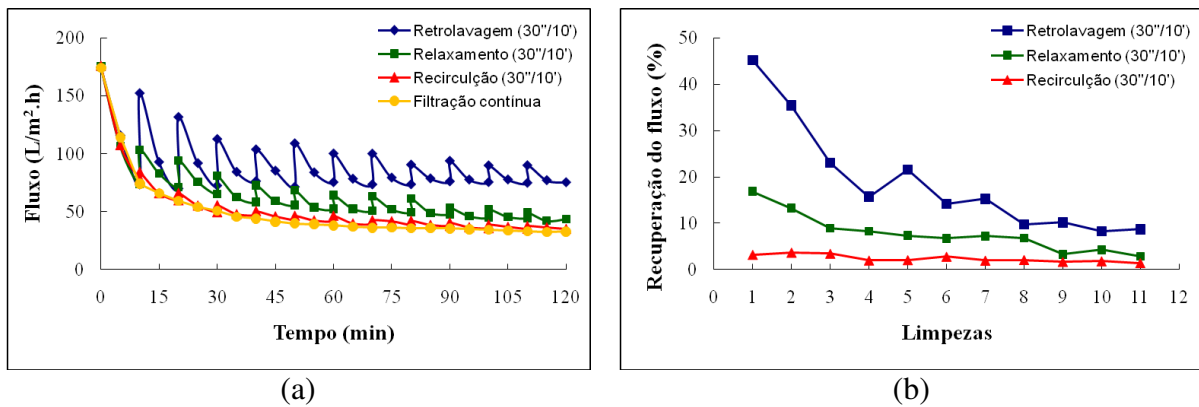 200
150
100
50
0
Fluxo (L/m².h)
Retrolavagem (30"/10')
Relaxamento (30"/10')
Recirculção (30"/10')
Filtração contínua
0 15 30 45 60 75 90 105 120
Tempo (min)
(a)
50
40
30
20
10
0
Recuperação do fluxo (%)
Retrolavagem (30"/10')
Relaxamento (30"/10')
Recirculção (30"/10')
0 1 2 3 4 5 6 7 8 9 10 11 12
Limpezas
(b)